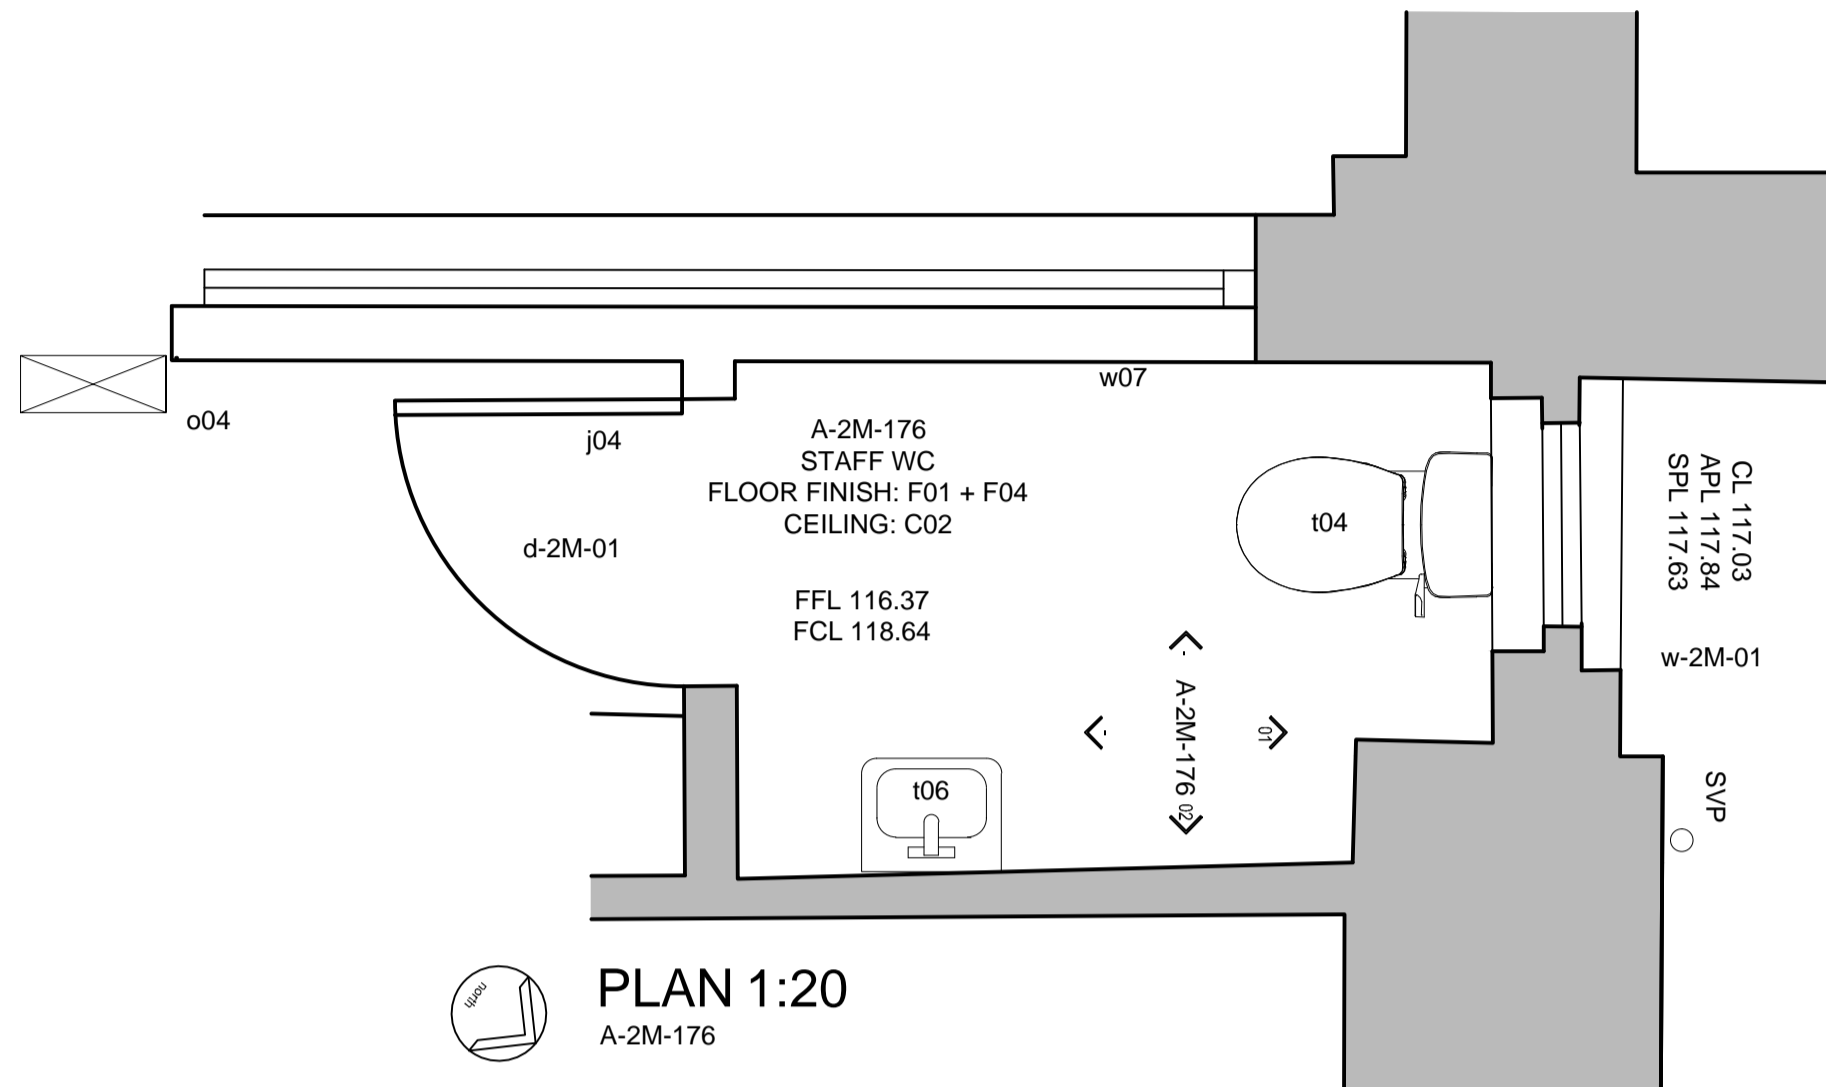 w07
o04
j04
A-2M-176
STAFF WC
FLOOR FINISH: F01 + F04
CEILING: C02
d-2M-01
FFL 116.37
FCL 118.64
t04
CL 117.03
APL 117.84
SPL 117.63
w-2M-01
-
-
A-2M-176
01
02
t06
SVP
north
PLAN 1:20
A-2M-176